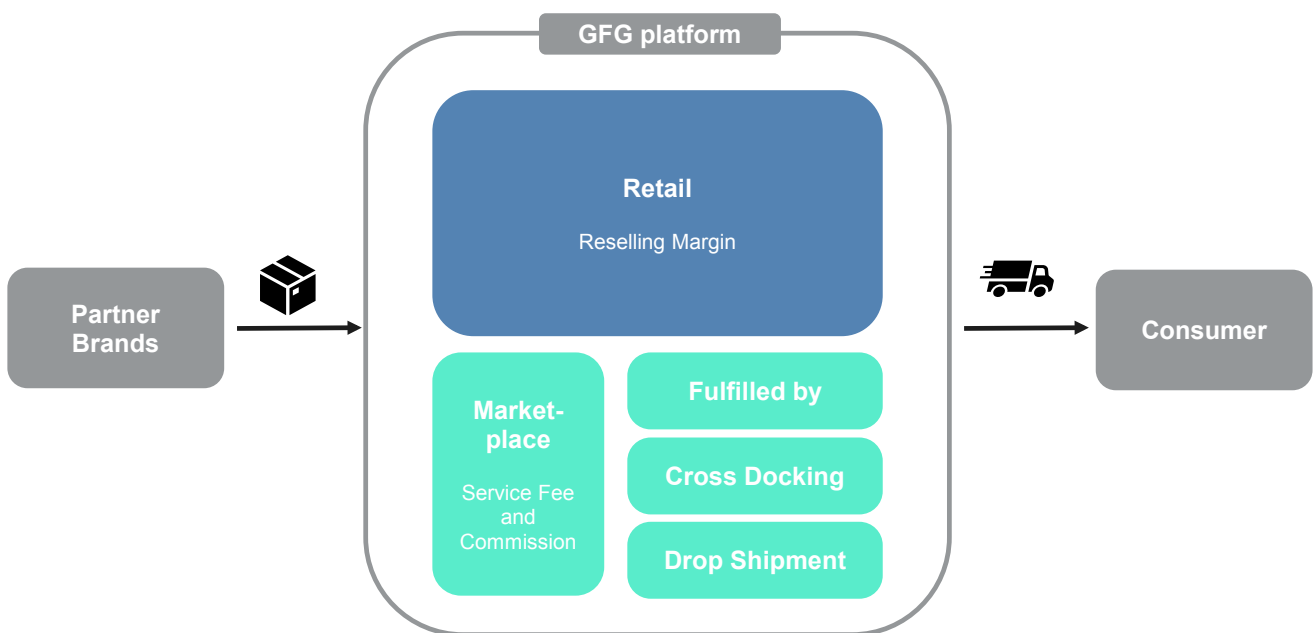 GFG platform
Retail
Reselling Margin
Partner
Brands
Consumer
Market-
place
Service Fee
and
Commission
Fulfilled by
Cross Docking
Drop Shipment